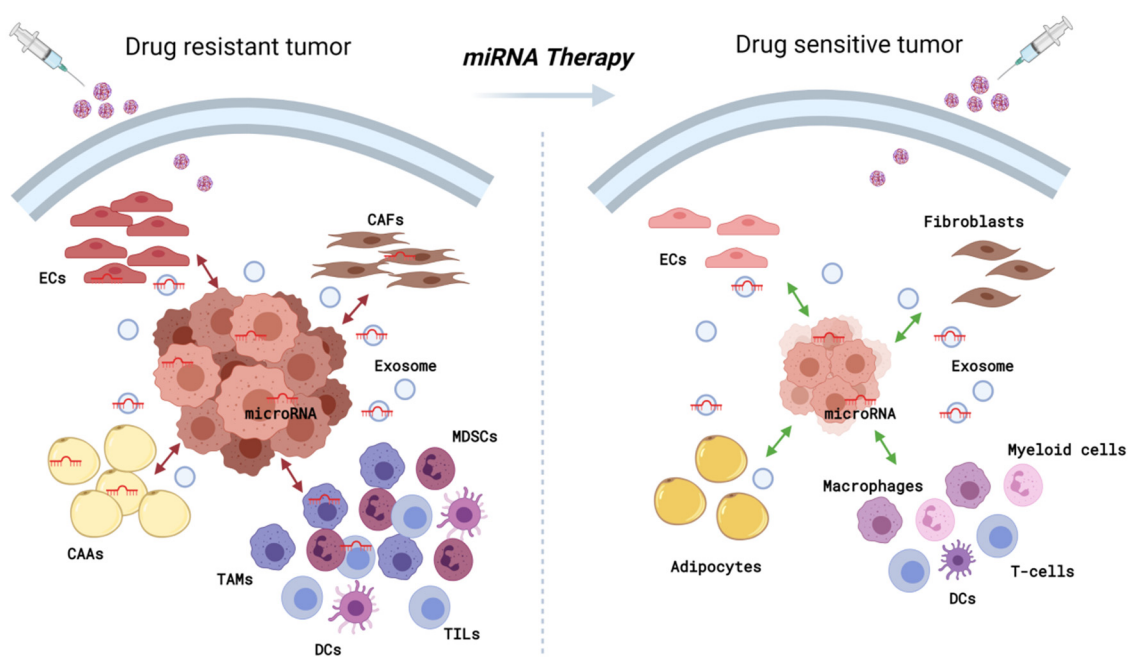 Drug resistant tumor
miRNA Therapy
Drug sensitive tumor
ECs
CAFs
Exosome
microRNA
MDSCs
CAAs
TAMs
DCs
TILs
ECs
Fibroblasts
Exosome
microRNA
Myeloid cells
Macrophages
Adipocytes
T-cells
DCs